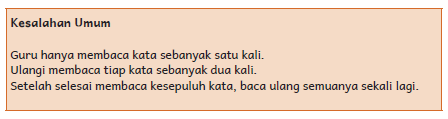 Kesalahan Umum
Guru hanya membaca kata sebanyak satu kali.
Ulangi membaca tiap kata sebanyak dua kali.
Setelah selesai membaca kesepuluh kata, baca ulang semuanya sekali lagi.